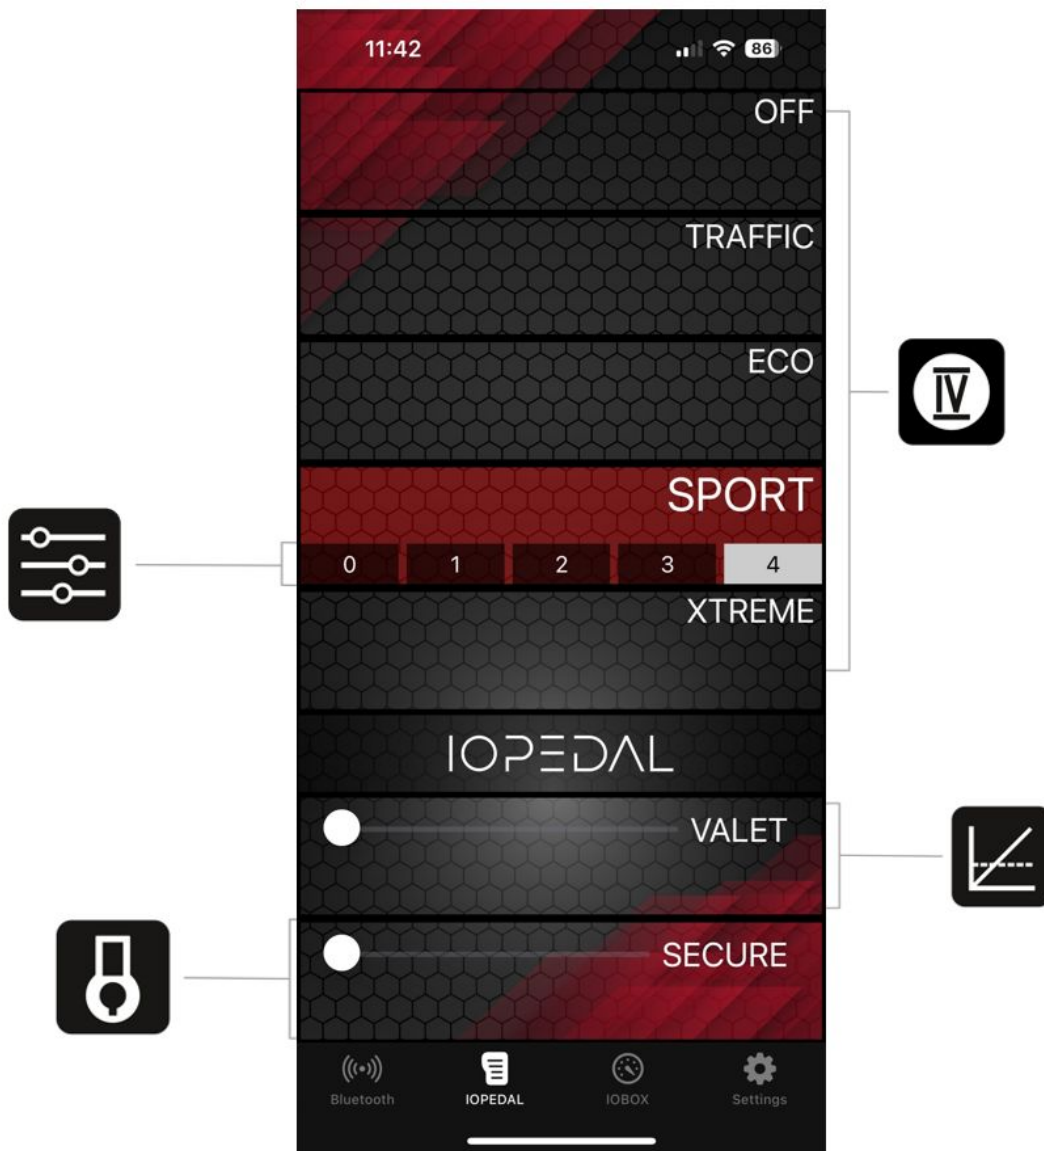 11:42
86
OFF
TRAFFIC
ECO
IV
SPORT
0 1 2 3 4
XTREME
IOPEDAL
VALET
SECURE
Bluetooth IOPEDAL IOBOX Settings